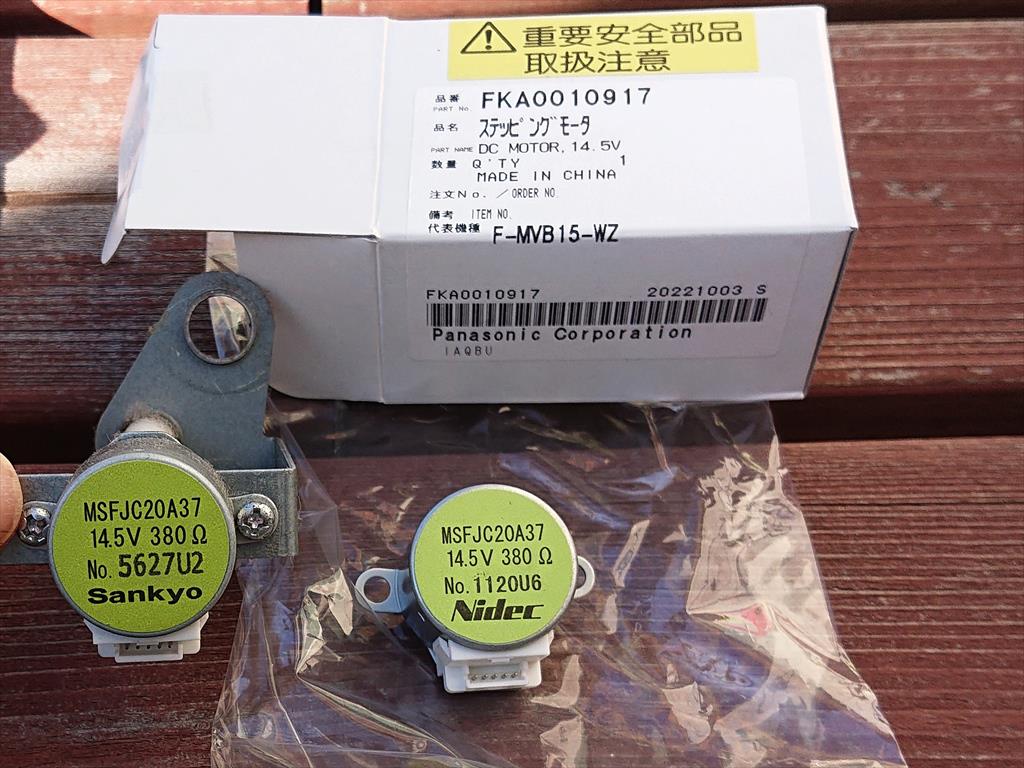 重要安全部品
取扱注意
品番 FKA0010917
PART No.
品名 ステッピングモータ
PART NAME DC MOTOR, 14.5V
数量 Q'TY 1
MADE IN CHINA
注文No. / ORDER NO.
備考 ITEM NO.
代表機種 F-MVB15-WZ
FKA0010917 20221003 S
Panasonic Corporation
IAQBU
MSFJC20A37
14.5V 380 Ω
No. 5627U2
Sankyo
MSFJC20A37
14.5V 380 Ω
No. 1120U6
Nidec